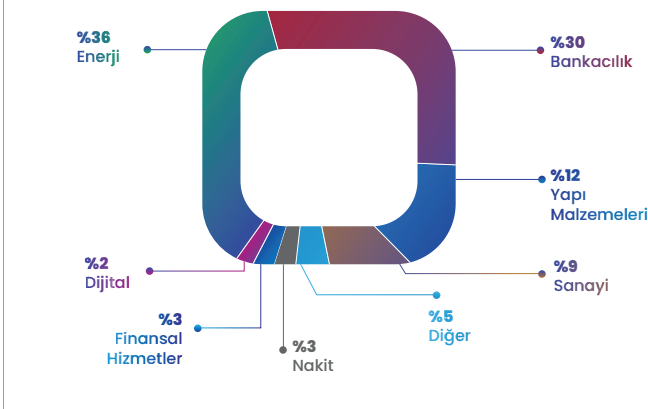 %36
Enerji
%30
Bankacılık
%12
Yapı
Malzemeleri
%9
Sanayi
%5
Diğer
%3
Nakit
%3
Finansal
Hizmetler
%2
Dijital